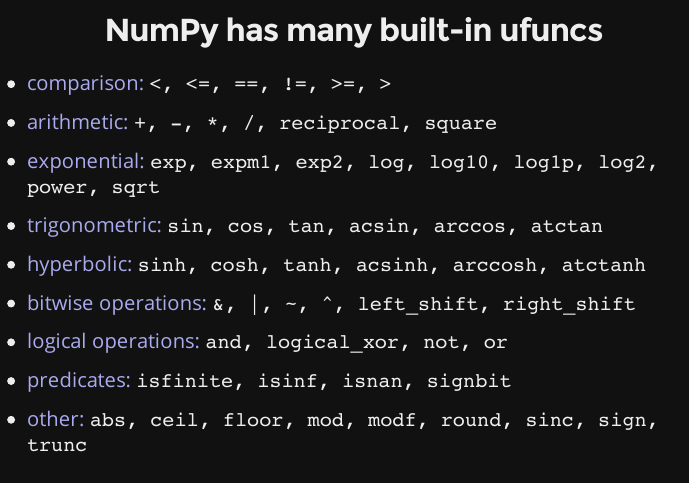 NumPy has many built-in ufuncs
comparison: <, <=, ==, !=, >=, >
arithmetic: +, -, *, /, reciprocal, square
exponential: exp, expm1, exp2, log, log10, log1p, log2,
power, sqrt
trigonometric: sin, cos, tan, acsin, arccos, atctan
hyperbolic: sinh, cosh, tanh, acsinh, arccosh, atctanh
bitwise operations: &, |, ~, ^, left_shift, right_shift
logical operations: and, logical_xor, not, or
predicates: isfinite, isinf, isnan, signbit
other: abs, ceil, floor, mod, modf, round, sinc, sign,
trunc